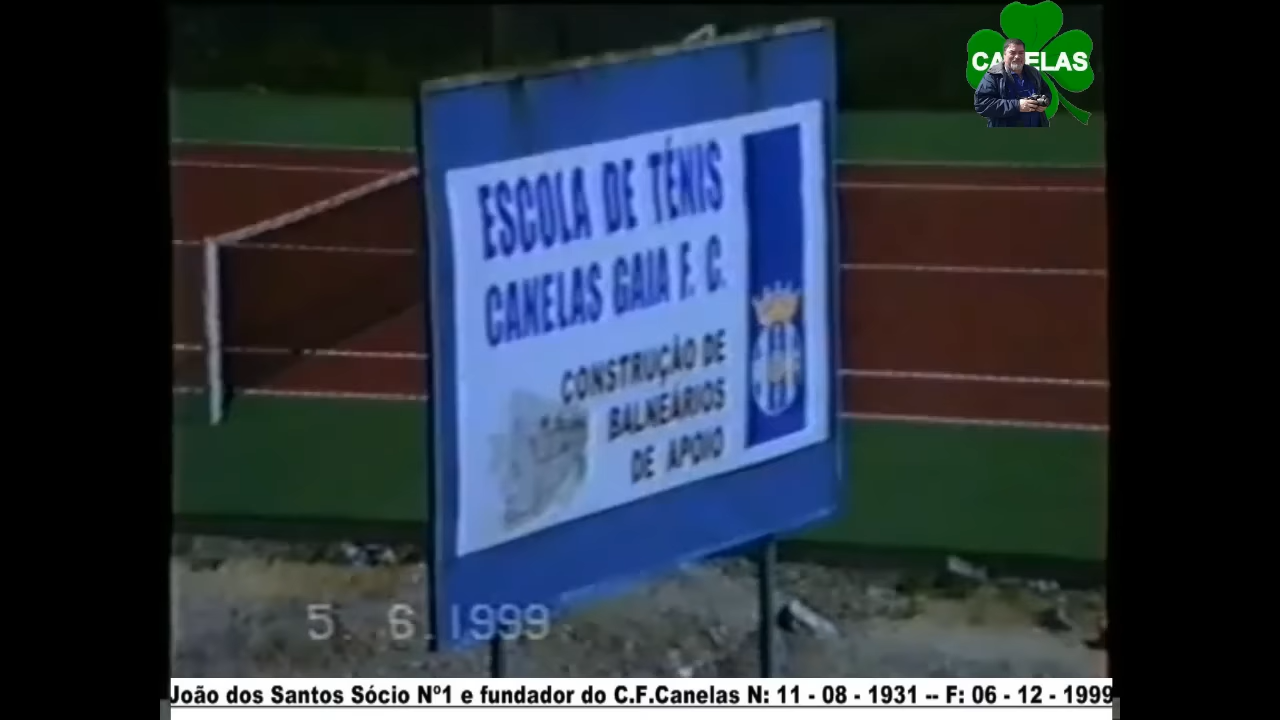 CANELAS
ESCOLA DE TÉNIS
CANELAS GAIA F. C.
CONSTRUÇÃO DE
BALNEÁRIOS
DE APOIO
5. 6.1999
João dos Santos Sócio Nº1 e fundador do C.F.Canelas N: 11 - 08 - 1931 -- F: 06 - 12 - 1999